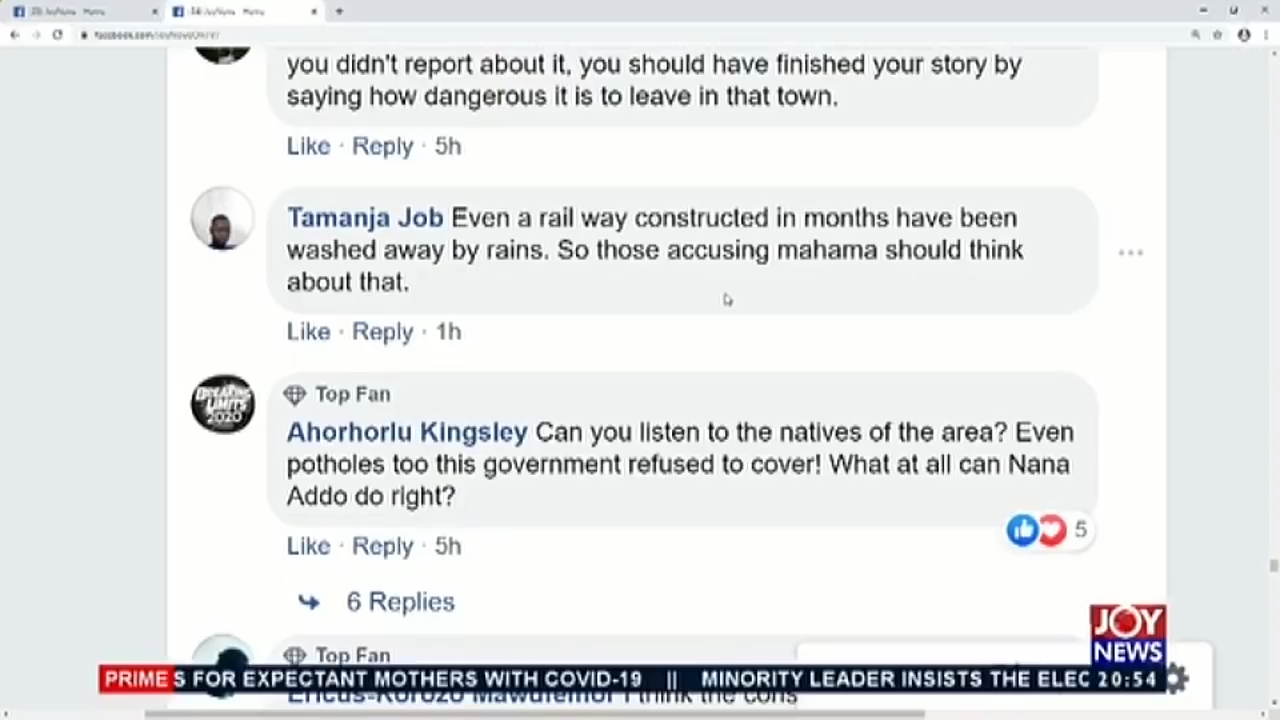 you didn't report about it, you should have finished your story by
saying how dangerous it is to leave in that town.
Like · Reply · 5h
Tamanja Job Even a rail way constructed in months have been
washed away by rains. So those accusing mahama should think
about that.
Like · Reply · 1h
BREAKING
LIMITS
2020
Top Fan
Ahorhorlu Kingsley Can you listen to the natives of the area? Even
potholes too this government refused to cover! What at all can Nana
Addo do right?
5
Like · Reply · 5h
6 Replies
Top Fan
I think the cons
JOY
NEWS
PRIME S FOR EXPECTANT MOTHERS WITH COVID-19 || MINORITY LEADER INSISTS THE ELEC 20:54